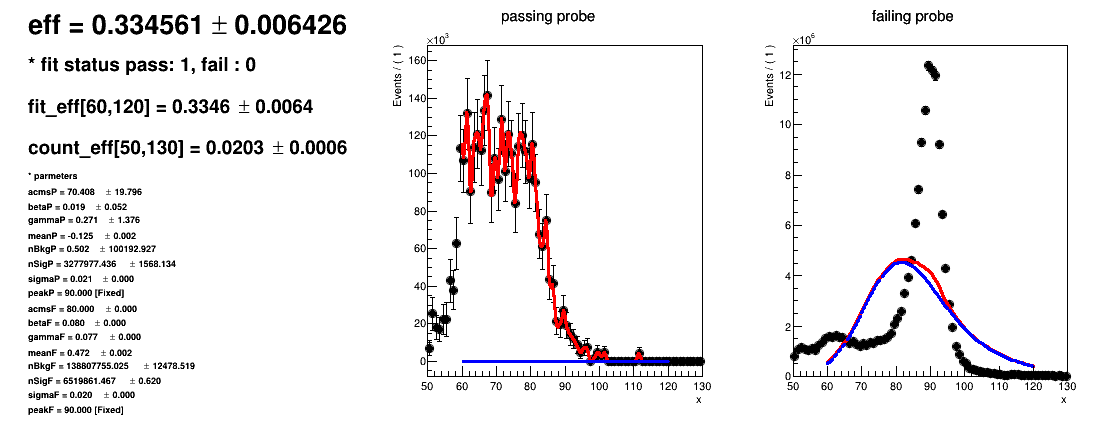 eff = 0.334561 ± 0.006426
* fit status pass: 1, fail : 0
fit_eff[60,120] = 0.3346 ± 0.0064
count_eff[50,130] = 0.0203 ± 0.0006
* parmeters
acmsP = 70.408 ± 19.796
betaP = 0.019 ± 0.052
gammaP = 0.271 ± 1.376
meanP = -0.125 ± 0.002
nBkgP = 0.502 ± 100192.927
nSigP = 3277977.436 ± 1568.134
sigmaP = 0.021 ± 0.000
peakP = 90.000 [Fixed]
acmsF = 80.000 ± 0.000
betaF = 0.080 ± 0.000
gammaF = 0.077 ± 0.000
meanF = 0.472 ± 0.002
nBkgF = 138807755.025 ± 12478.519
nSigF = 6519861.467 ± 0.620
sigmaF = 0.020 ± 0.000
peakF = 90.000 [Fixed]
passing probe
×10³
Events / ( 1 )
160
140
120
100
80
60
40
20
0
50 60 70 80 90 100 110 120 130
x
failing probe
×10⁶
Events / ( 1 )
12
10
8
6
4
2
0
50 60 70 80 90 100 110 120 130
x